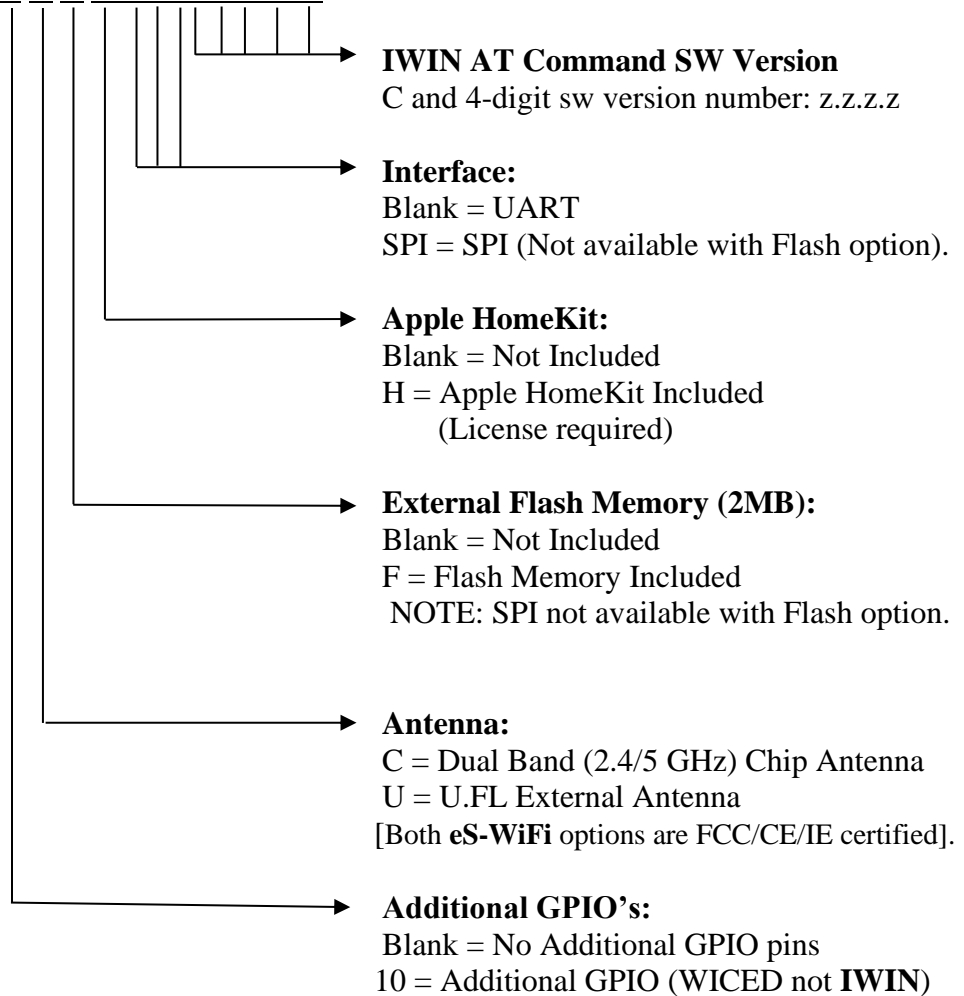 IWIN AT Command SW Version
C and 4-digit sw version number: z.z.z.z
Interface:
Blank = UART
SPI = SPI (Not available with Flash option).
Apple HomeKit:
Blank = Not Included
H = Apple HomeKit Included
(License required)
External Flash Memory (2MB):
Blank = Not Included
F = Flash Memory Included
NOTE: SPI not available with Flash option.
Antenna:
C = Dual Band (2.4/5 GHz) Chip Antenna
U = U.FL External Antenna
[Both eS-WiFi options are FCC/CE/IE certified].
Additional GPIO's:
Blank = No Additional GPIO pins
10 = Additional GPIO (WICED not IWIN)